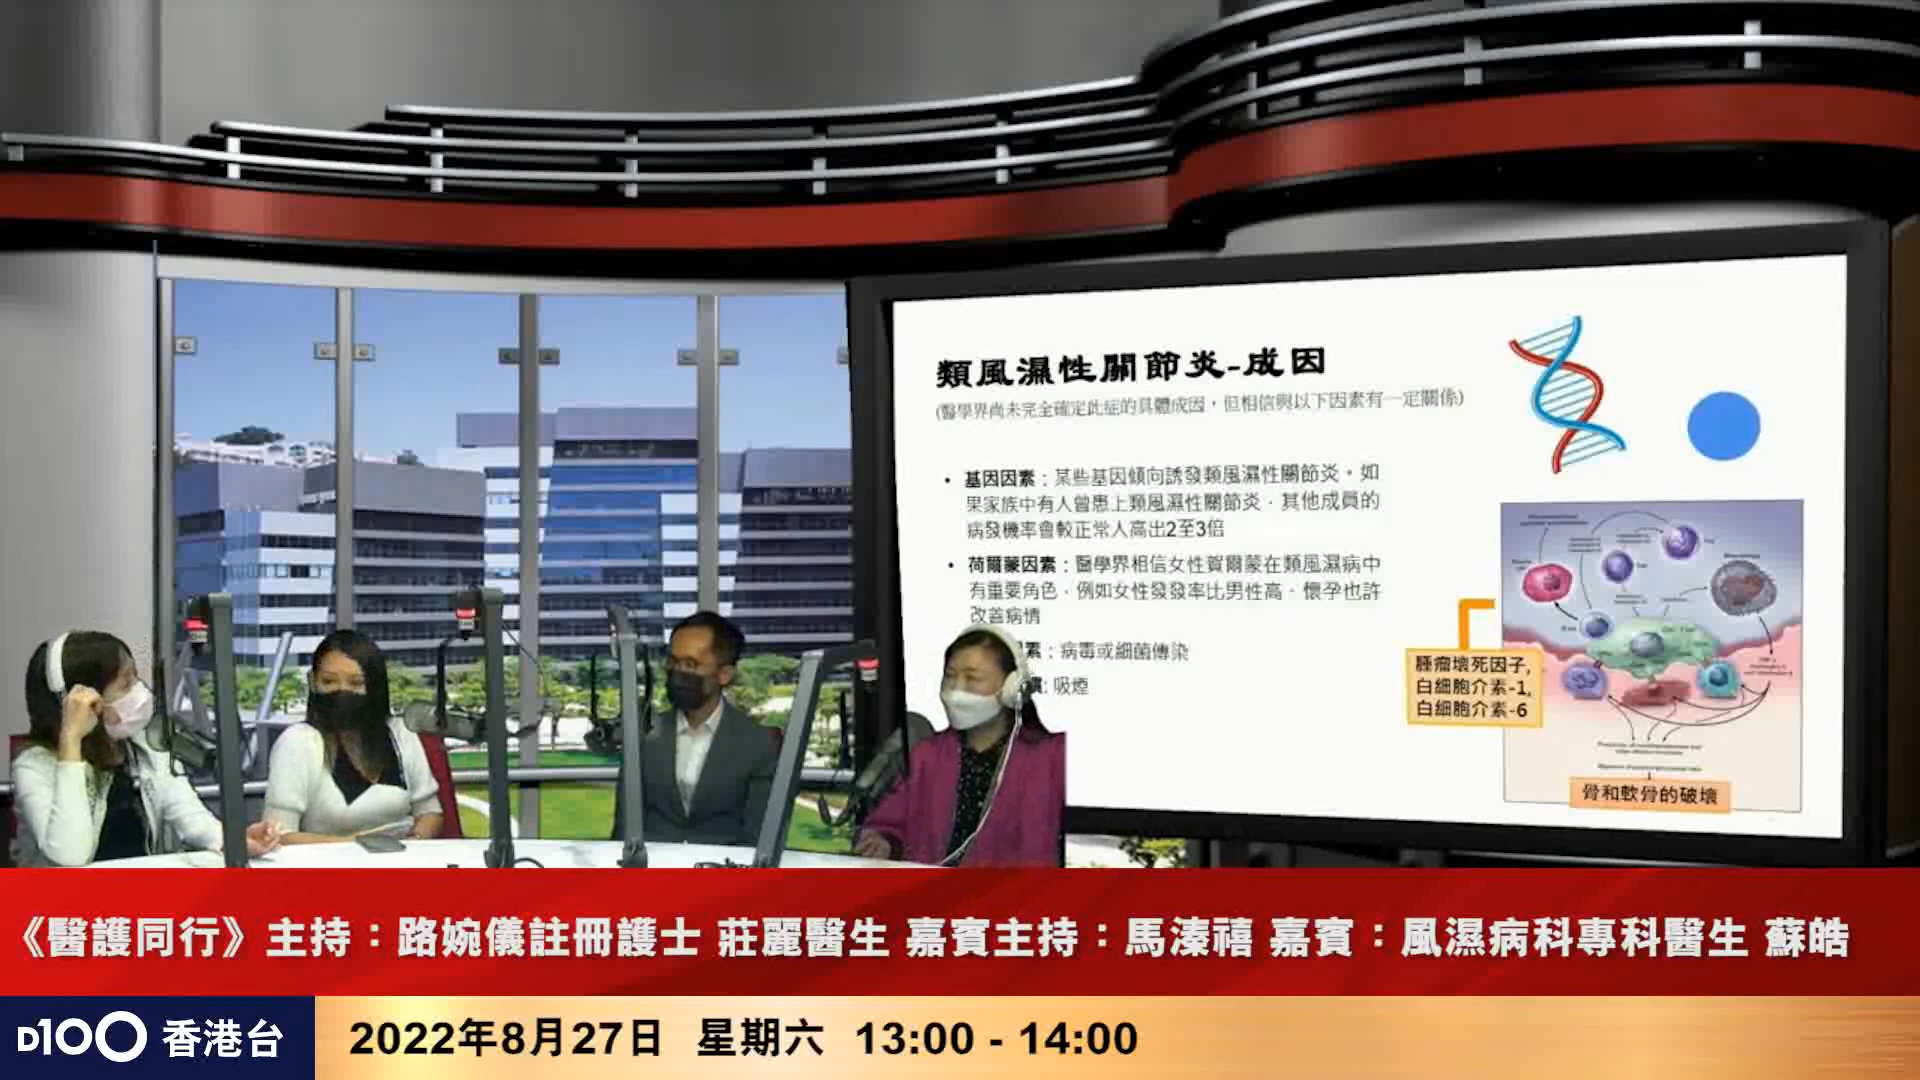 類風濕性關節炎-成因
(醫學界尚未完全確定此症的具體成因，但相信與以下因素有一定關係)
• 基因因素：某些基因傾向誘發類風濕性關節炎。如
果家族中有人曾患上類風濕性關節炎，其他成員的
病發機率會較正常人高出2至3倍
• 荷爾蒙因素：醫學界相信女性賀爾蒙在類風濕病中
有重要角色，例如女性發發率比男性高。懷孕也許
改善病情
素：病毒或細菌傳染
慣: 吸煙
腫瘤壞死因子,
白細胞介素-1,
白細胞介素-6
骨和軟骨的破壞
《醫護同行》主持：路婉儀註冊護士 莊麗醫生 嘉賓主持：馬溱禧 嘉賓：風濕病科專科醫生 蘇皓
D100 香港台
2022年8月27日 星期六 13:00 - 14:00